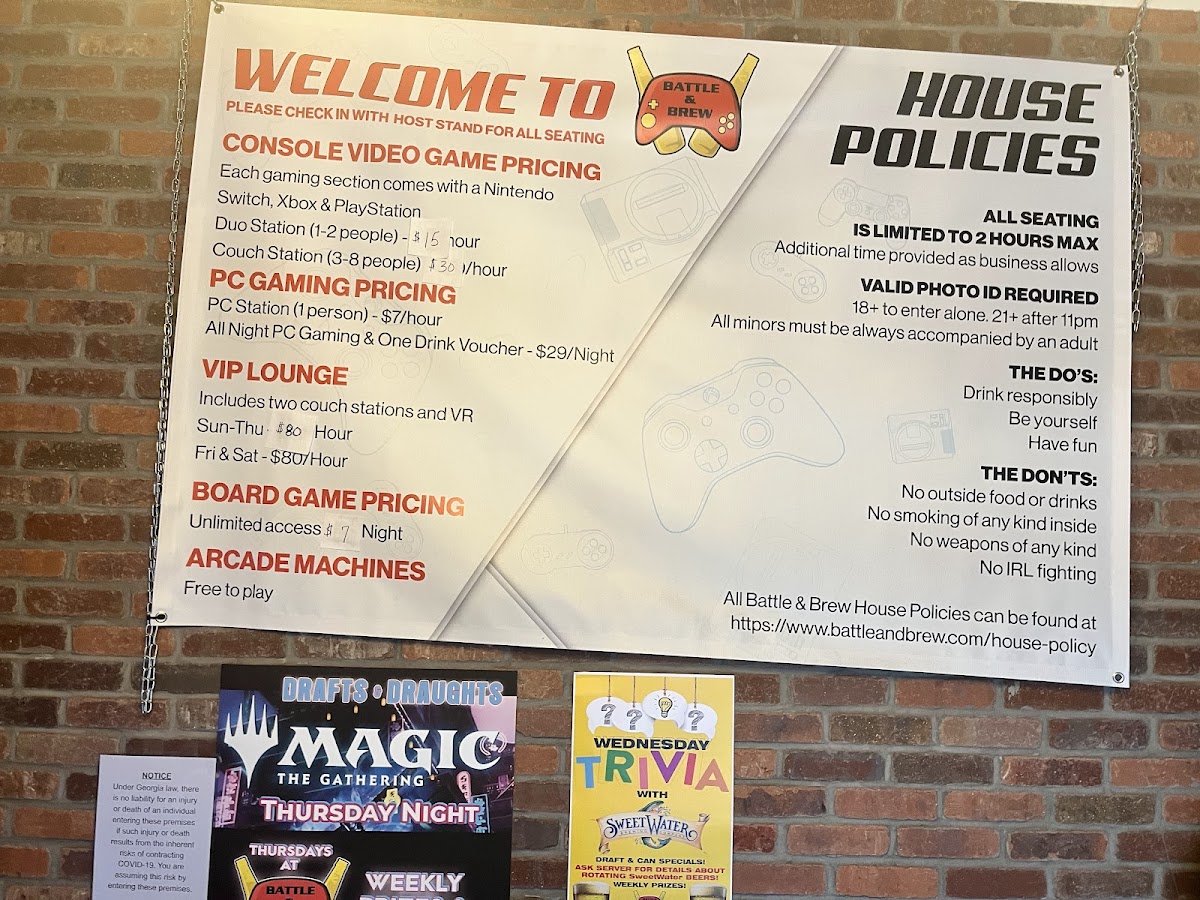 WELCOME TO
BATTLE
&
BREW
PLEASE CHECK IN WITH HOST STAND FOR ALL SEATING
CONSOLE VIDEO GAME PRICING
Each gaming section comes with a Nintendo
Switch, Xbox & PlayStation
Duo Station (1-2 people) - $15 hour
Couch Station (3-8 people) $30 /hour
PC GAMING PRICING
PC Station (1 person) - $7/hour
All Night PC Gaming & One Drink Voucher - $29/Night
VIP LOUNGE
Includes two couch stations and VR
Sun-Thu - $80 Hour
Fri & Sat - $80/Hour
BOARD GAME PRICING
Unlimited access $7 Night
ARCADE MACHINES
Free to play
HOUSE
POLICIES
ALL SEATING
IS LIMITED TO 2 HOURS MAX
Additional time provided as business allows
VALID PHOTO ID REQUIRED
18+ to enter alone. 21+ after 11pm
All minors must be always accompanied by an adult
THE DO'S:
Drink responsibly
Be yourself
Have fun
THE DON'TS:
No outside food or drinks
No smoking of any kind inside
No weapons of any kind
No IRL fighting
All Battle & Brew House Policies can be found at
https://www.battleandbrew.com/house-policy
NOTICE
Under Georgia law, there
is no liability for an injury
or death of an individual
entering these premises
if such injury or death
results from the inherent
risks of contracting
COVID-19. You are
assuming this risk by
entering these premises.
DRAFTS & DRAUGHTS
MAGIC
THE GATHERING
THURSDAY NIGHT
THURSDAYS
AT
BATTLE
WEEKLY
PRIZES &
? ? ?
WEDNESDAY
TRIVIA
WITH
SWEETWATER
BREWING COMPANY
DRAFT & CAN SPECIALS!
ASK SERVER FOR DETAILS ABOUT
ROTATING SweetWater BEERS!
WEEKLY PRIZES!